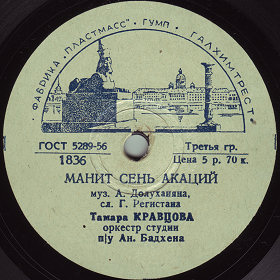 ФАБРИКА "ПЛАСТМАСС" ГУМП • ГАЛХИМТРЕСТ
ГОСТ 5289-56 Третья гр.
1836 Цена 5 р. 70 к.
МАНИТ СЕНЬ АКАЦИЙ
муз. А. Долуханяна,
сл. Г. Регистана
Тамара КРАВЦОВА
оркестр студии
п/у Ан. Бадхена